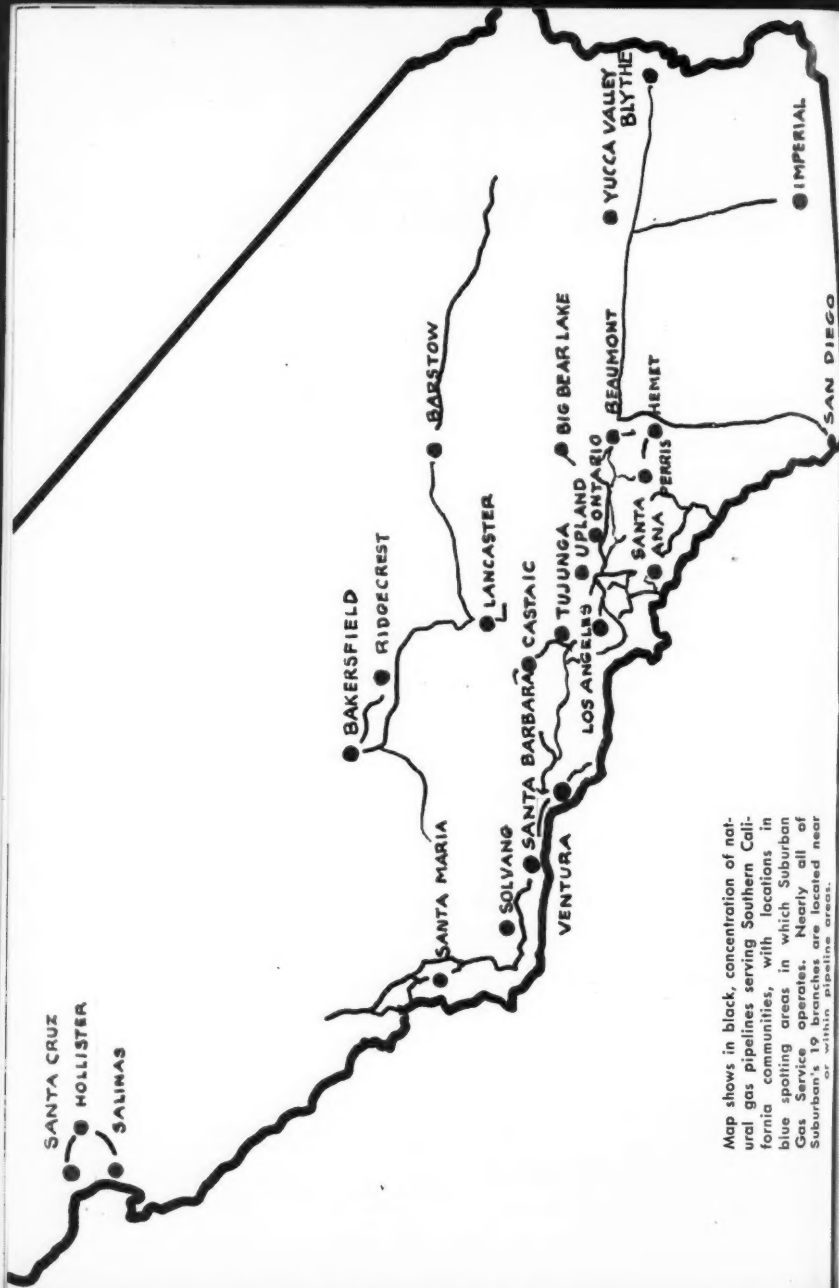 SANTA CRUZ
HOLLISTER
SALINAS
BAKERSFIELD
RIDGECREST
SANTA MARIA
BARSTOW
LANCASTER
SOLVANG
SANTA BARBARA
CASTAIC
VENTURA
TUJUNGA
LOS ANGELES
UPLAND
ONTARIO
BIG BEAR LAKE
SANTA
ANA
PERRIS
BEAUMONT
HEMET
YUCCA VALLEY
BLYTHE
IMPERIAL
SAN DIEGO
Map shows in black, concentration of nat-
ural gas pipelines serving Southern Cali-
fornia communities, with locations in
blue spotting areas in which Suburban
Gas Service operates. Nearly all of
Suburban's 19 branches are located near
or within pipeline areas.